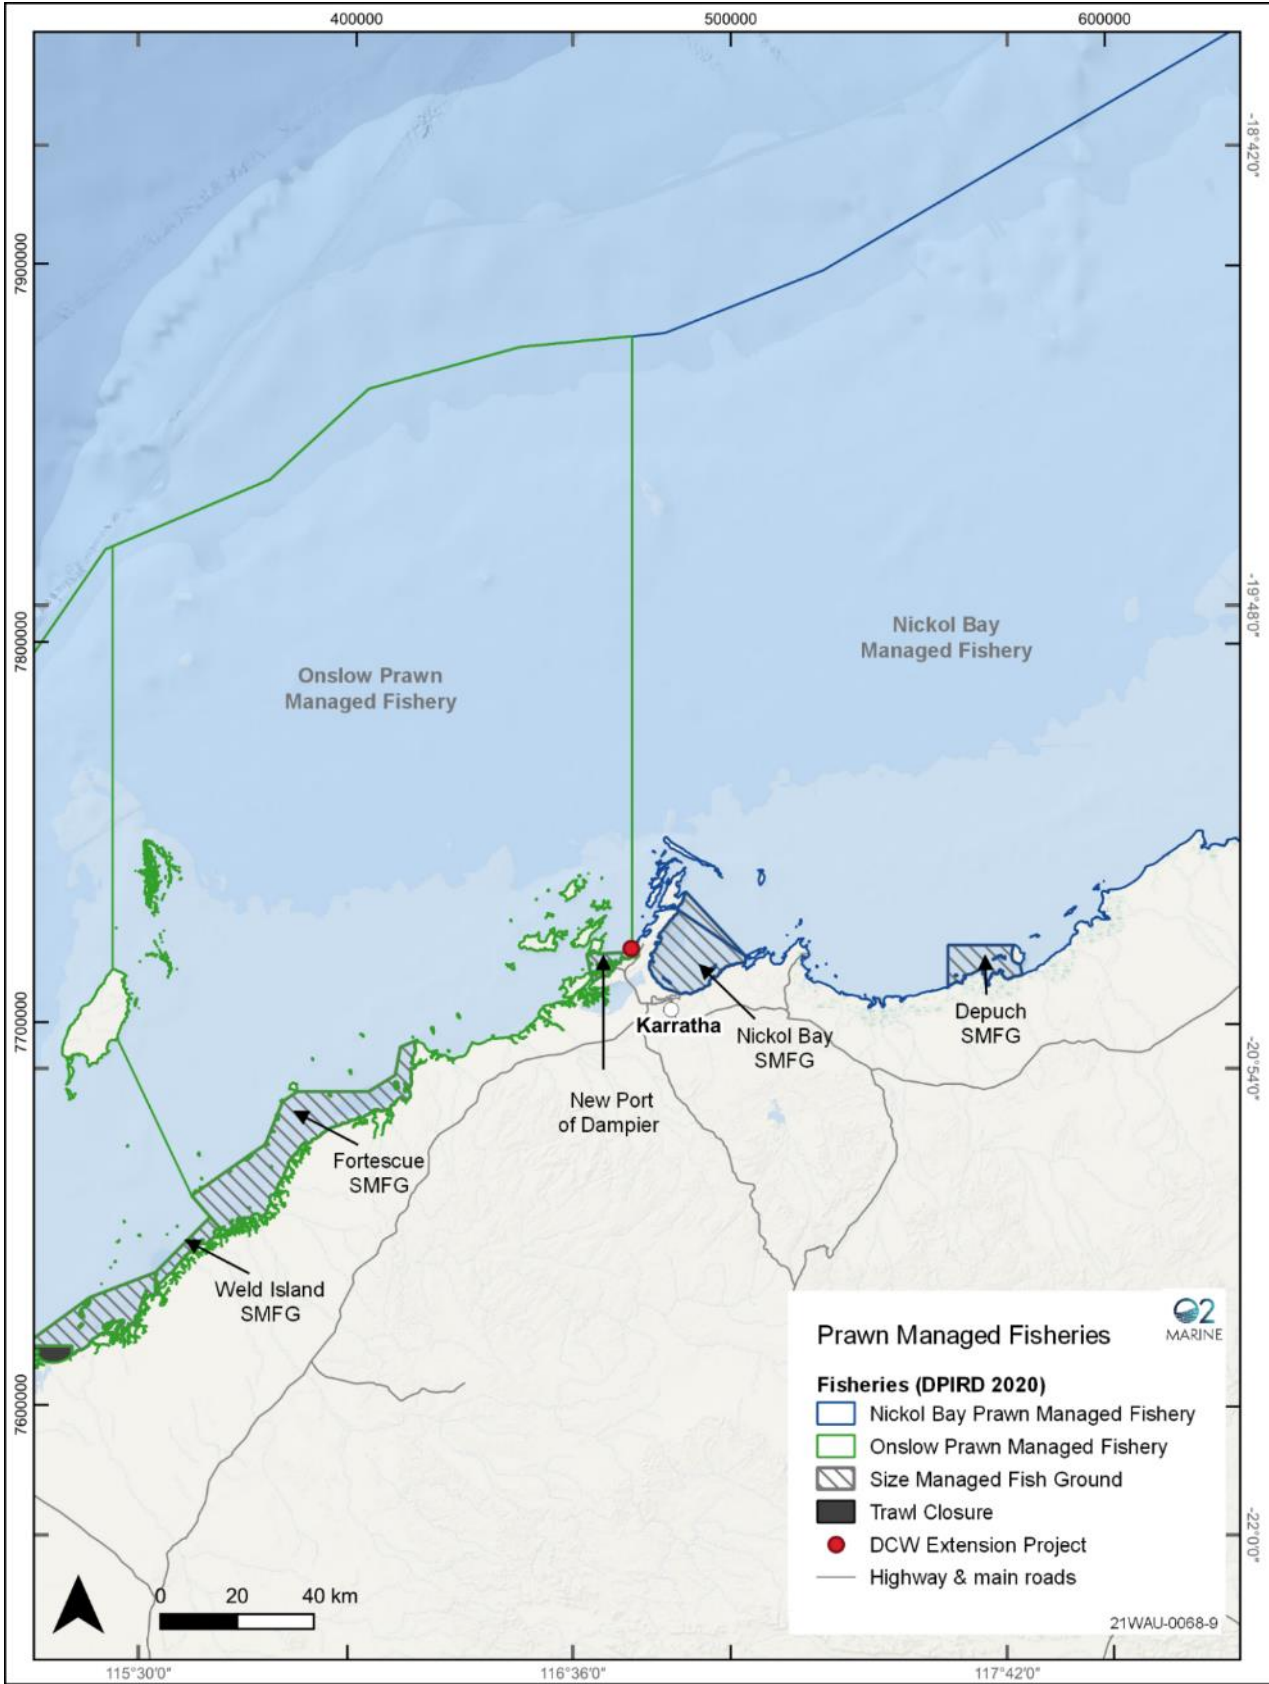 400000
500000
600000
-18°42'0"
7900000
-19°48'0"
Nickol Bay
Managed Fishery
7800000
Onslow Prawn
Managed Fishery
7700000
Karratha
Nickol Bay
SMFG
Depuch
SMFG
-20°54'0"
New Port
of Dampier
Fortescue
SMFG
Weld Island
SMFG
7600000
O2
MARINE
Prawn Managed Fisheries
Fisheries (DPIRD 2020)
Nickol Bay Prawn Managed Fishery
Onslow Prawn Managed Fishery
Size Managed Fish Ground
Trawl Closure
DCW Extension Project
Highway & main roads
21WAU-0068-9
-22°0'0"
0 20 40 km
115°30'0"
116°36'0"
117°42'0"